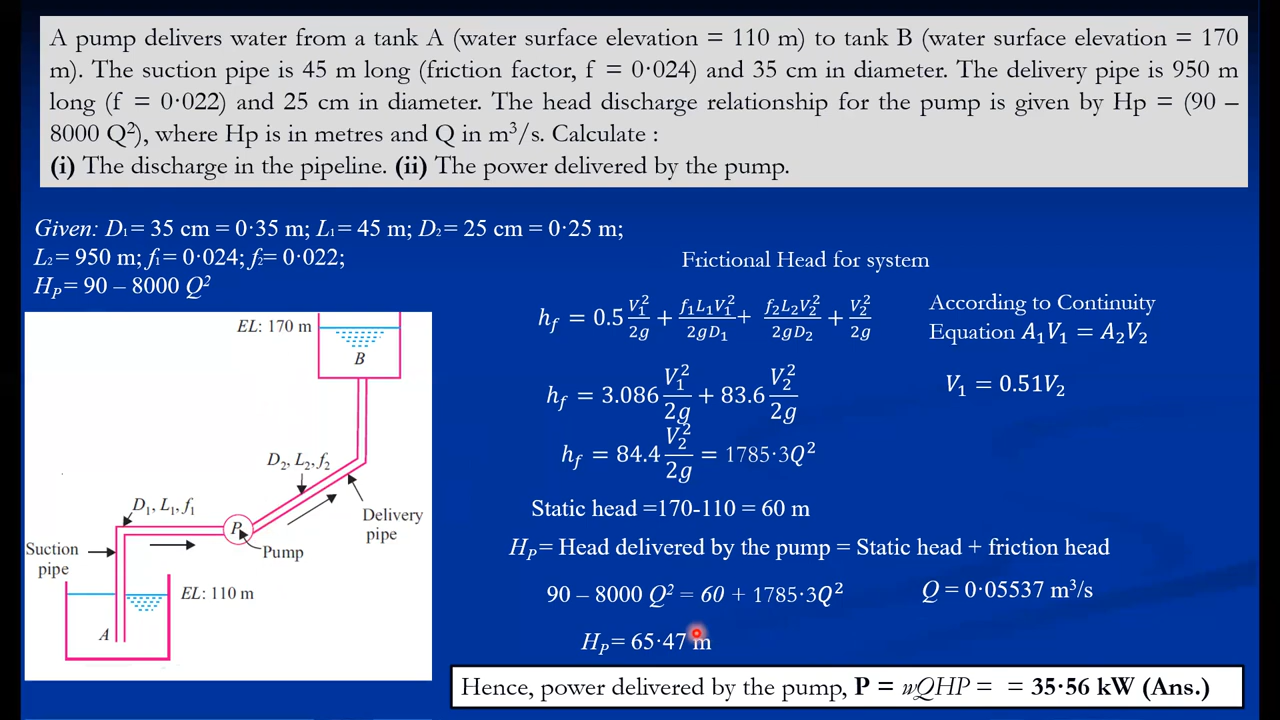 A pump delivers water from a tank A (water surface elevation = 110 m) to tank B (water surface elevation = 170
m). The suction pipe is 45 m long (friction factor, f = 0·024) and 35 cm in diameter. The delivery pipe is 950 m
long (f = 0·022) and 25 cm in diameter. The head discharge relationship for the pump is given by Hp = (90 –
8000 Q²), where Hp is in metres and Q in m³/s. Calculate :
(i) The discharge in the pipeline. (ii) The power delivered by the pump.
Given: D₁= 35 cm = 0·35 m; L₁= 45 m; D₂= 25 cm = 0·25 m;
L₂= 950 m; f₁= 0·024; f₂= 0·022;
H_P= 90 – 8000 Q²
Frictional Head for system
h_f = 0.5 V₁²/2g + f₁L₁V₁²/2gD₁ + f₂L₂V₂²/2gD₂ + V₂²/2g
According to Continuity
Equation A₁V₁ = A₂V₂
h_f = 3.086 V₁²/2g + 83.6 V₂²/2g
V₁ = 0.51V₂
h_f = 84.4 V₂²/2g = 1785·3Q²
Static head =170-110 = 60 m
H_P= Head delivered by the pump = Static head + friction head
90 – 8000 Q² = 60 + 1785·3Q²
Q = 0·05537 m³/s
H_P= 65·47 m
Hence, power delivered by the pump, P = wQHP = = 35·56 kW (Ans.)
EL: 170 m
B
D₂, L₂, f₂
D₁, L₁, f₁
Delivery
pipe
P
Pump
Suction
pipe
EL: 110 m
A